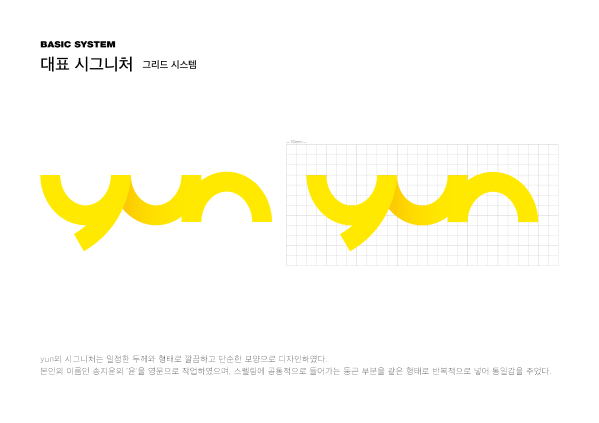 BASIC SYSTEM
대표 시그니처 그리드 시스템
yun yun
yun의 시그니처는 일정한 두께와 형태로 깔끔하고 단순한 모양으로 디자인하였다.
본인의 이름인 송지윤의 '윤'을 영문으로 작업하였으며, 스펠링에 공통적으로 들어가는 둥근 부분을 같은 형태로 반복적으로 넣어 통일감을 주었다.